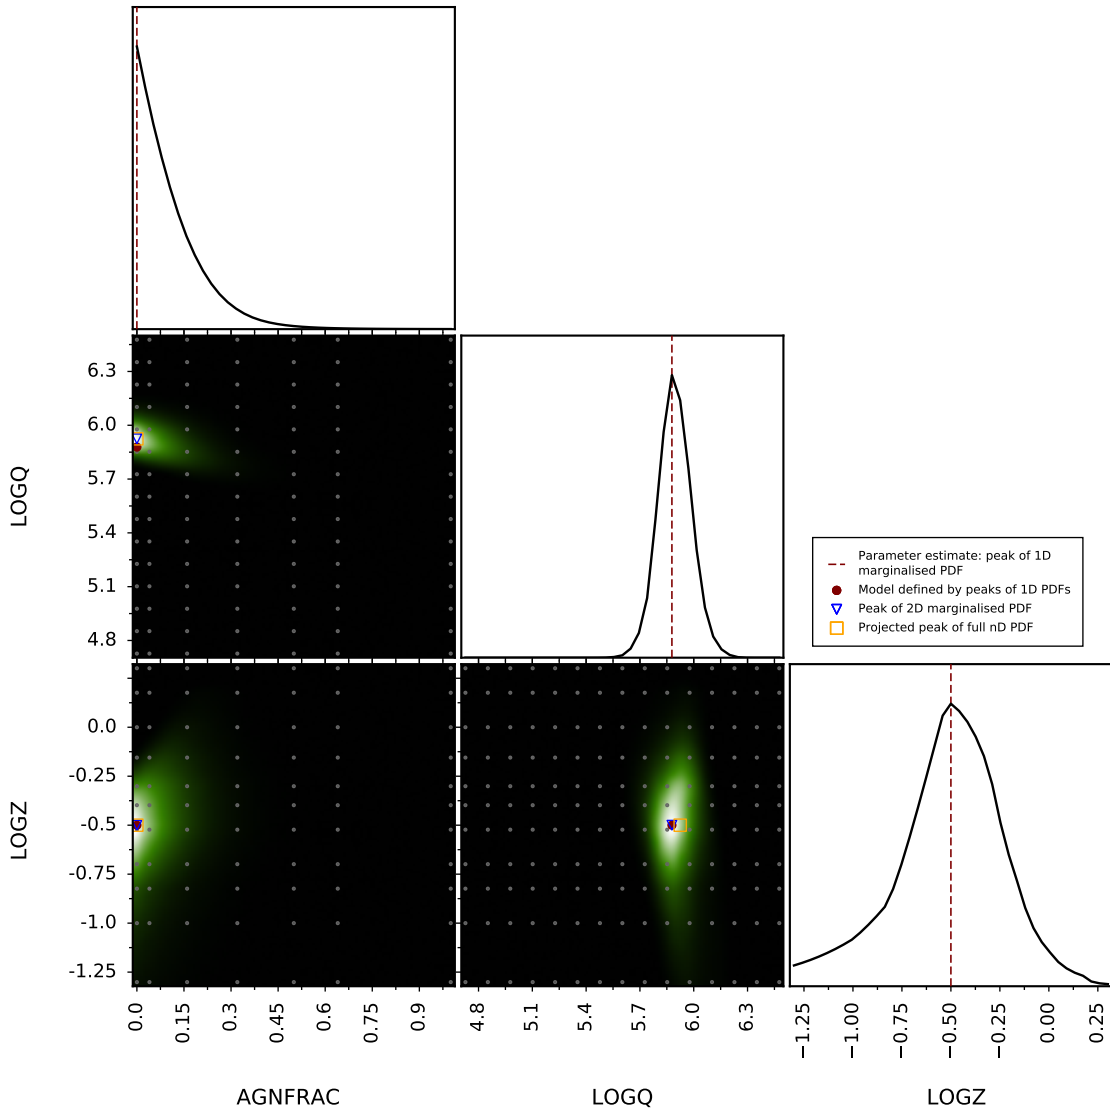 6.3
6.0
5.7
5.4
5.1
4.8
LOGQ
Parameter estimate: peak of 1D
marginalised PDF
Model defined by peaks of 1D PDFs
Peak of 2D marginalised PDF
Projected peak of full nD PDF
0.0
-0.25
-0.5
-0.75
-1.0
-1.25
LOGZ
0.0 0.15 0.3 0.45 0.6 0.75 0.9
4.8 5.1 5.4 5.7 6.0 6.3
−1.25 −1.00 −0.75 −0.50 −0.25 0.00 0.25
AGNFRAC LOGQ LOGZ